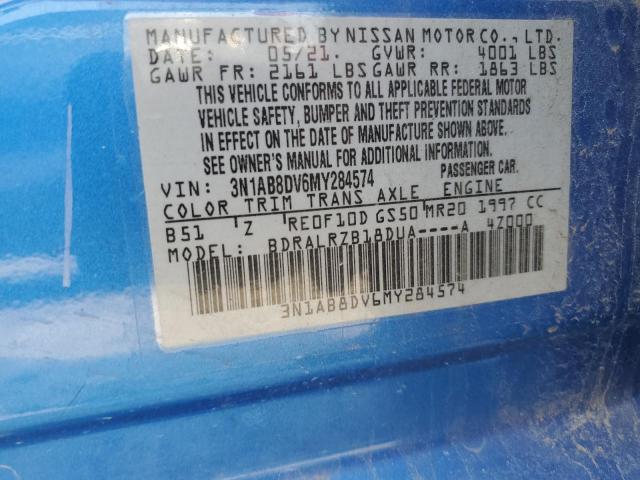 MANUFACTURED BY NISSAN MOTOR CO., LTD.
DATE: 05/21. GVWR: 4001 LBS
GAWR FR: 2161 LBS GAWR RR: 1863 LBS
THIS VEHICLE CONFORMS TO ALL APPLICABLE FEDERAL MOTOR
VEHICLE SAFETY, BUMPER AND THEFT PREVENTION STANDARDS
IN EFFECT ON THE DATE OF MANUFACTURE SHOWN ABOVE.
SEE OWNER'S MANUAL FOR ADDITIONAL INFORMATION.
VIN: 3N1AB8DV6MY284574 PASSENGER CAR.
COLOR TRIM TRANS AXLE ENGINE
B51 Z RE0F10D GS50 MR20 1997 CC
MODEL: BDRALRZB18DUA----A 4Z000
3N1AB8DV6MY284574